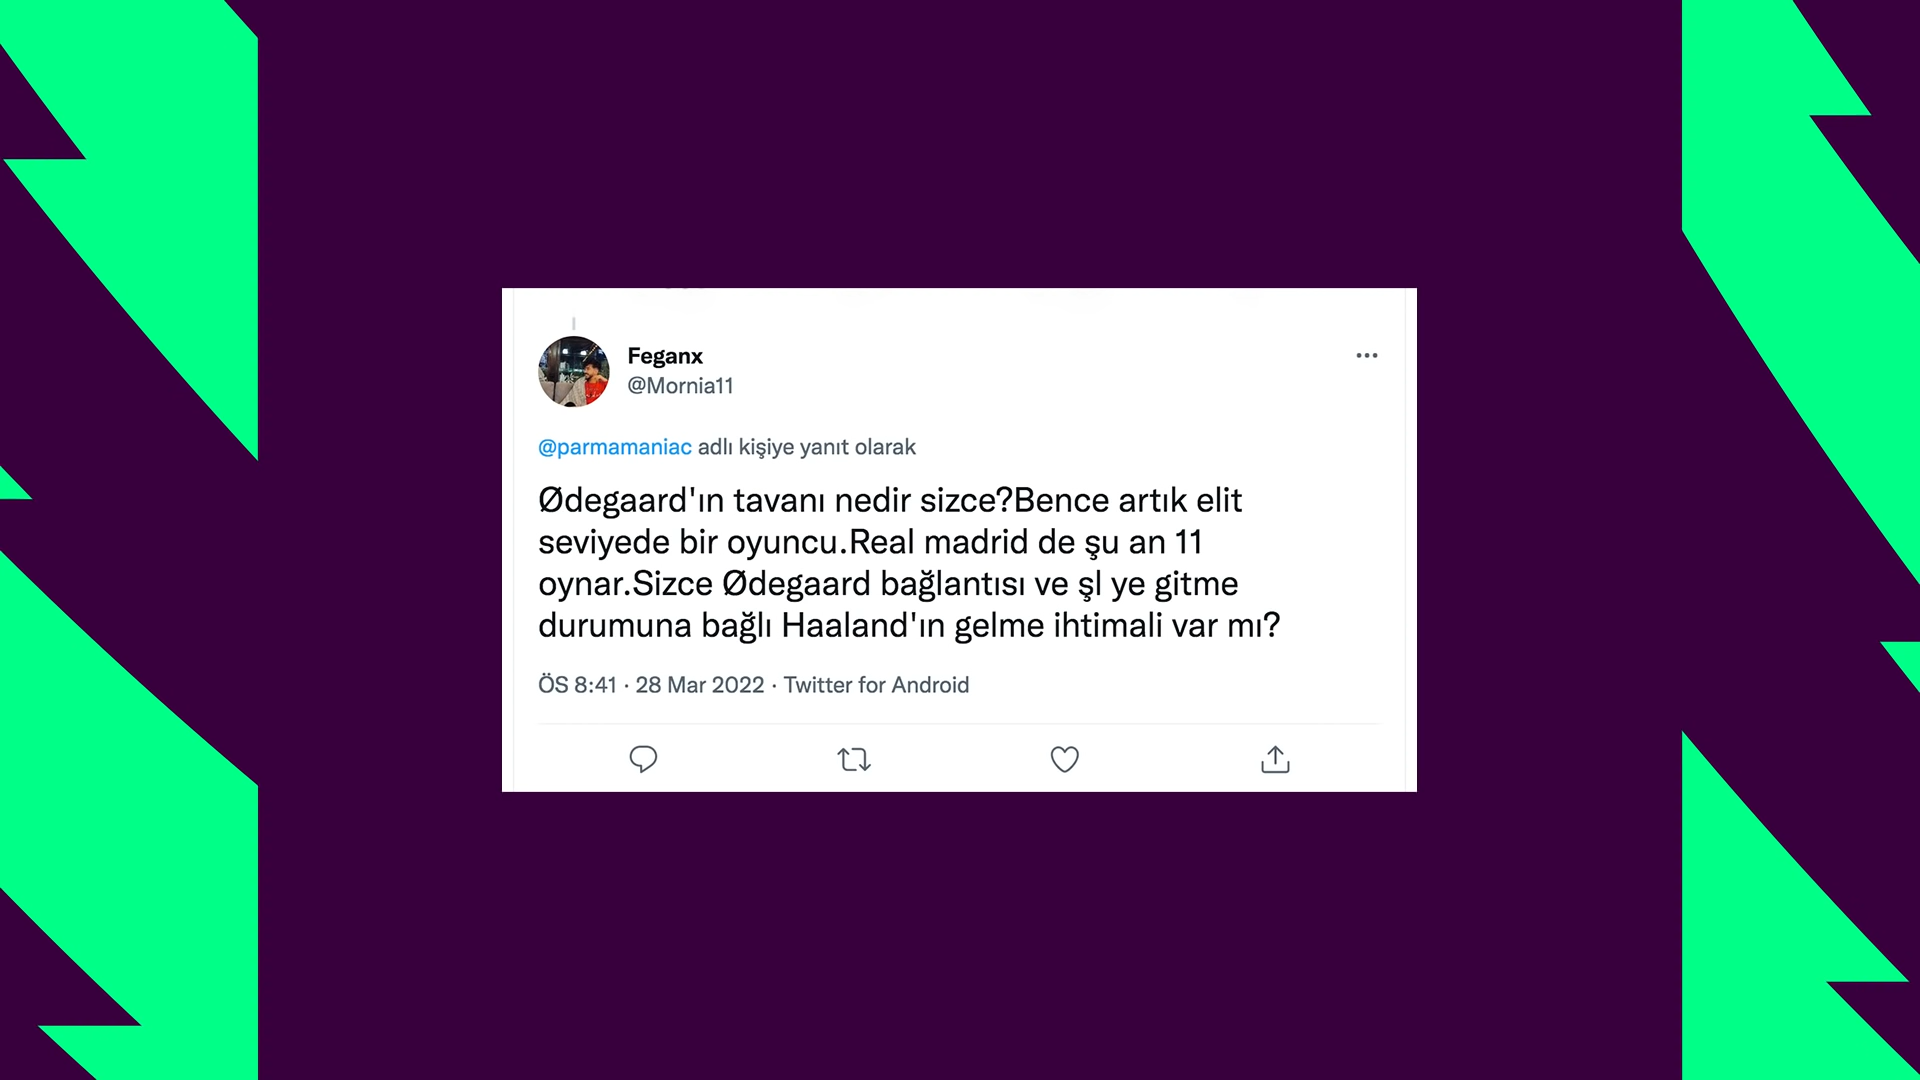 Feganx
@Mornia11
@parmamaniac adlı kişiye yanıt olarak
Ødegaard'ın tavanı nedir sizce?Bence artık elit
seviyede bir oyuncu.Real madrid de şu an 11
oynar.Sizce Ødegaard bağlantısı ve şl ye gitme
durumuna bağlı Haaland'ın gelme ihtimali var mı?
ÖS 8:41 · 28 Mar 2022 · Twitter for Android